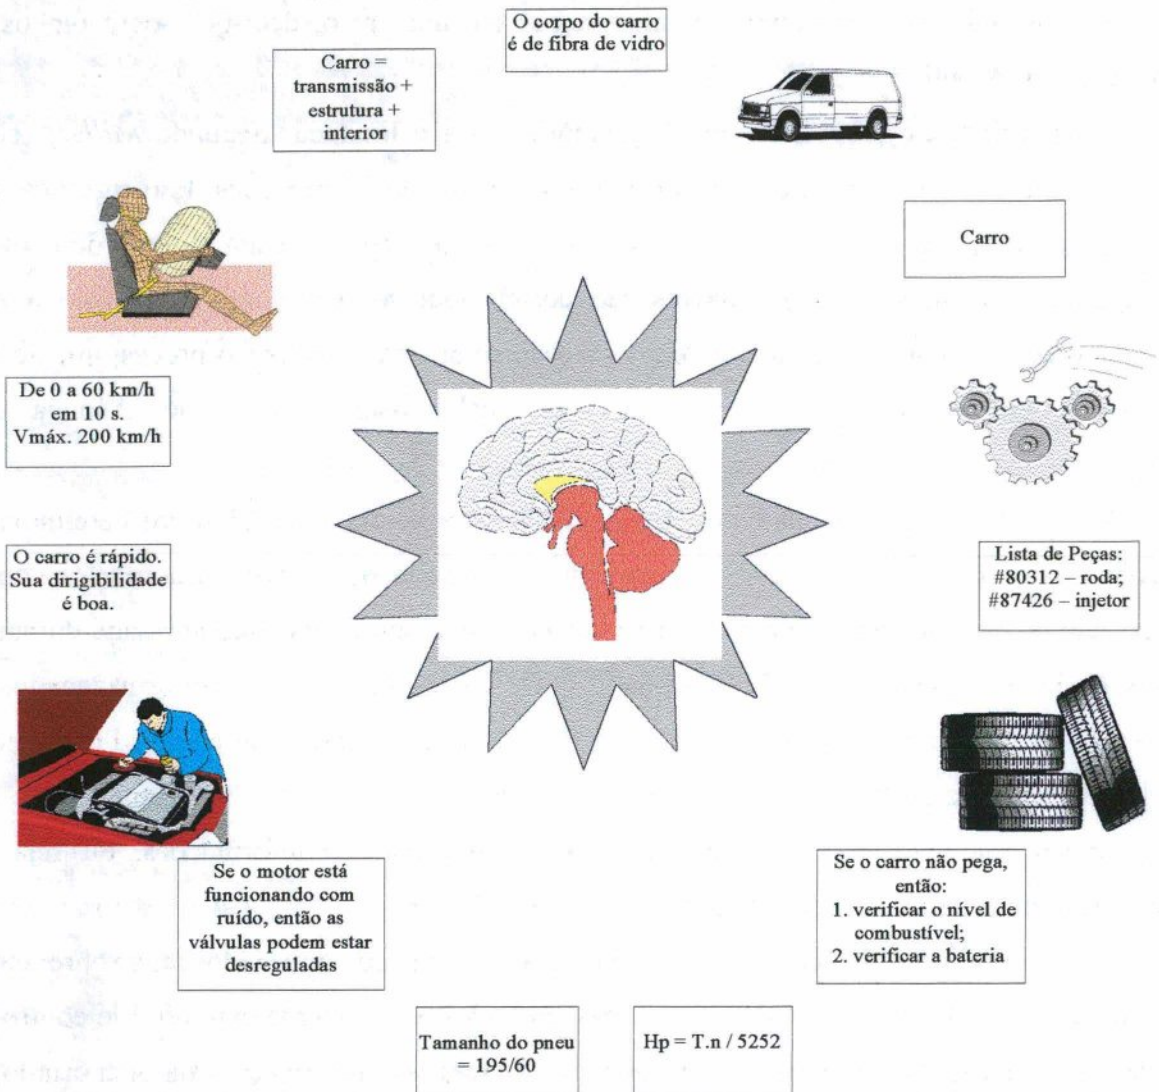 O corpo do carro
é de fibra de vidro
Carro =
transmissão +
estrutura +
interior
Carro
De 0 a 60 km/h
em 10 s.
Vmáx. 200 km/h
O carro é rápido.
Sua dirigibilidade
é boa.
Lista de Peças:
#80312 – roda;
#87426 – injetor
Se o motor está
funcionando com
ruído, então as
válvulas podem estar
desreguladas
Se o carro não pega,
então:
1. verificar o nível de
combustível;
2. verificar a bateria
Tamanho do pneu
= 195/60
Hp = T.n / 5252